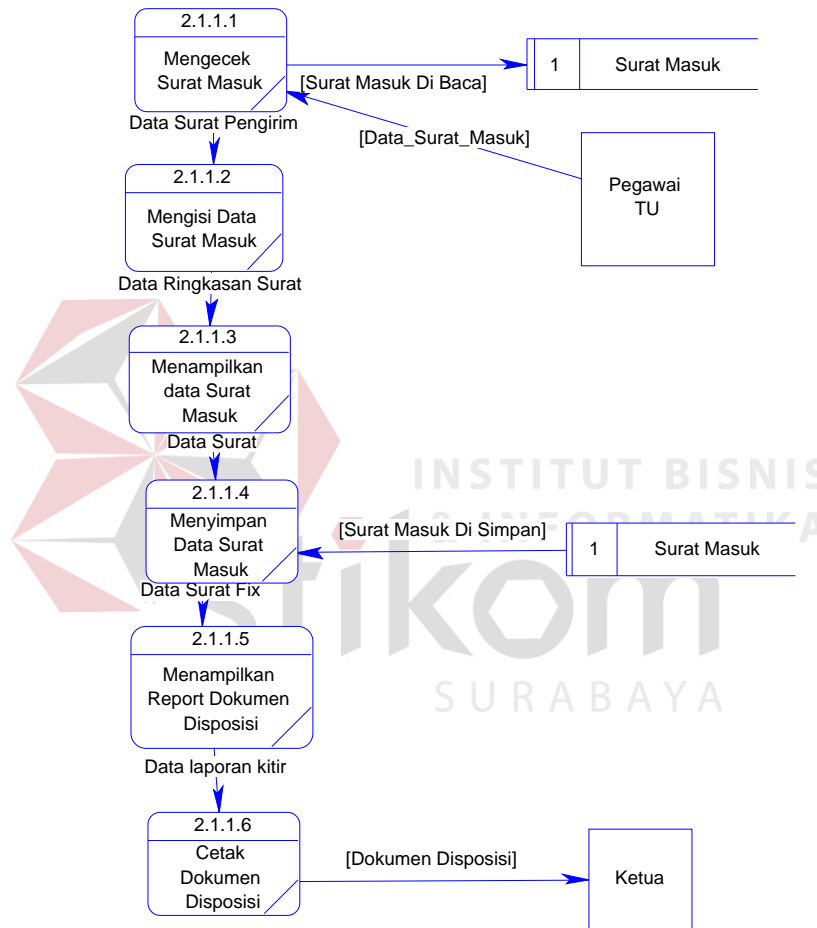 2.1.1.1
Mengecek
Surat Masuk
[Surat Masuk Di Baca]
1 Surat Masuk
Data Surat Pengirim
[Data_Surat_Masuk]
Pegawai
TU
2.1.1.2
Mengisi Data
Surat Masuk
Data Ringkasan Surat
2.1.1.3
Menampilkan
data Surat
Masuk
Data Surat
INSTITUT BISNIS
& INFORMATIKA
2.1.1.4
Menyimpan
Data Surat
Masuk
[Surat Masuk Di Simpan]
1 Surat Masuk
Data Surat Fix
stikom
SURABAYA
2.1.1.5
Menampilkan
Report Dokumen
Disposisi
Data laporan kitir
2.1.1.6
Cetak
Dokumen
Disposisi
[Dokumen Disposisi]
Ketua